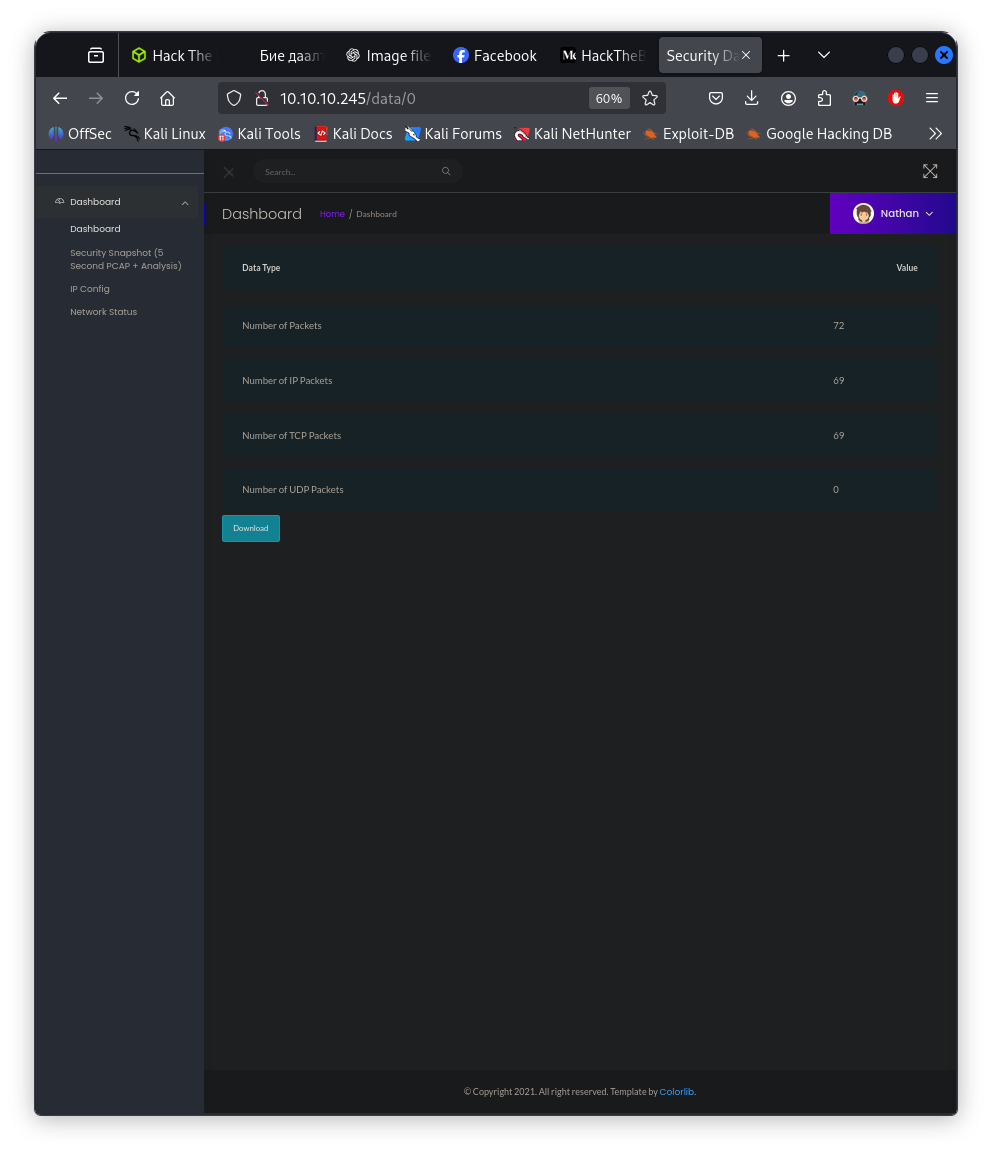 Hack The
Бие даалт
Image file
Facebook
HackTheB
Security Da
10.10.10.245/data/0
60%
OffSec
Kali Linux
Kali Tools
Kali Docs
Kali Forums
Kali NetHunter
Exploit-DB
Google Hacking DB
Search..
Dashboard
Dashboard
Security Snapshot (5
Second PCAP + Analysis)
IP Config
Network Status
Dashboard
Home / Dashboard
Nathan
Data Type Value
Number of Packets 72
Number of IP Packets 69
Number of TCP Packets 69
Number of UDP Packets 0
Download
© Copyright 2021. All right reserved. Template by Colorlib.